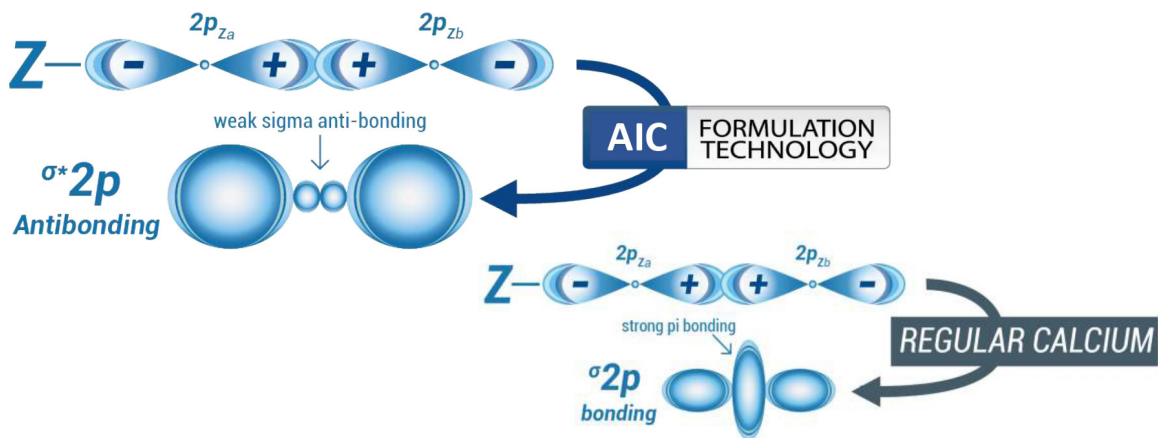 2pza 2pzb
Z - + + -
AIC FORMULATION
TECHNOLOGY
weak sigma anti-bonding
σ*2p
Antibonding
2pza 2pzb
Z - + + -
strong pi bonding
REGULAR CALCIUM
σ2p
bonding